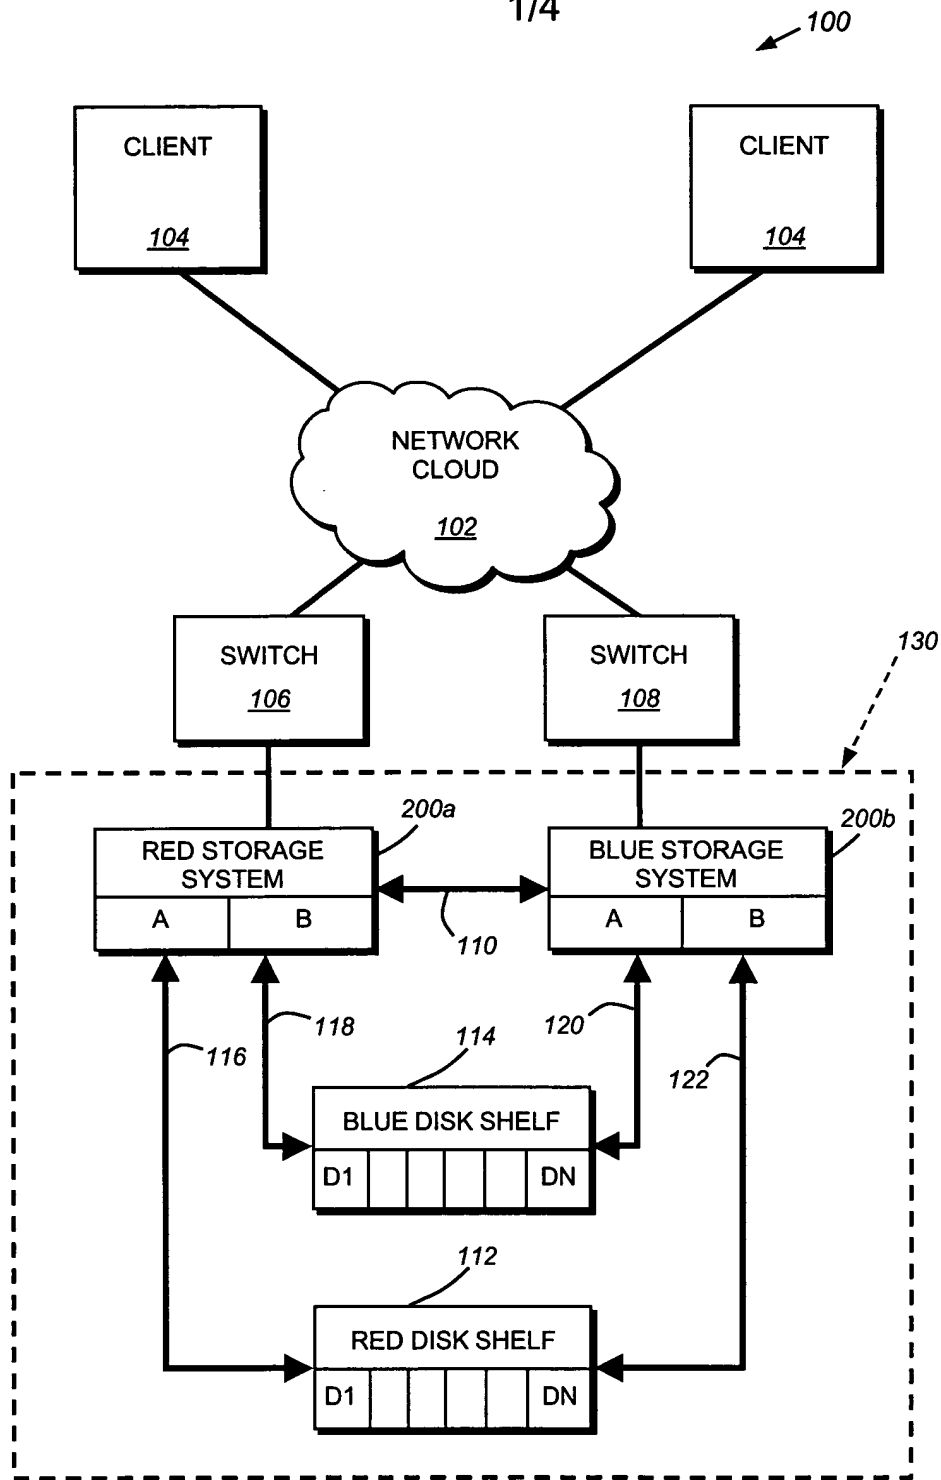 1/4
100
CLIENT
104
CLIENT
104
NETWORK
CLOUD
102
SWITCH
106
SWITCH
108
130
200a
RED STORAGE
SYSTEM
A
B
200b
BLUE STORAGE
SYSTEM
A
B
110
116
118
120
122
114
BLUE DISK SHELF
D1
DN
112
RED DISK SHELF
D1
DN